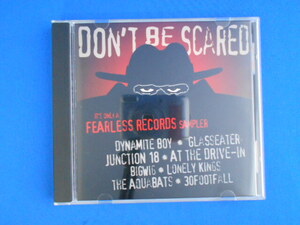 DON'T BE SCARED
IT'S ONLY A
FEARLESS RECORDS SAMPLER
DYNAMITE BOY • GLASSEATER
JUNCTION 18 • AT THE DRIVE-IN
BIGWIG • LONELY KINGS
THE AQUABATS • 30FOOTFALL